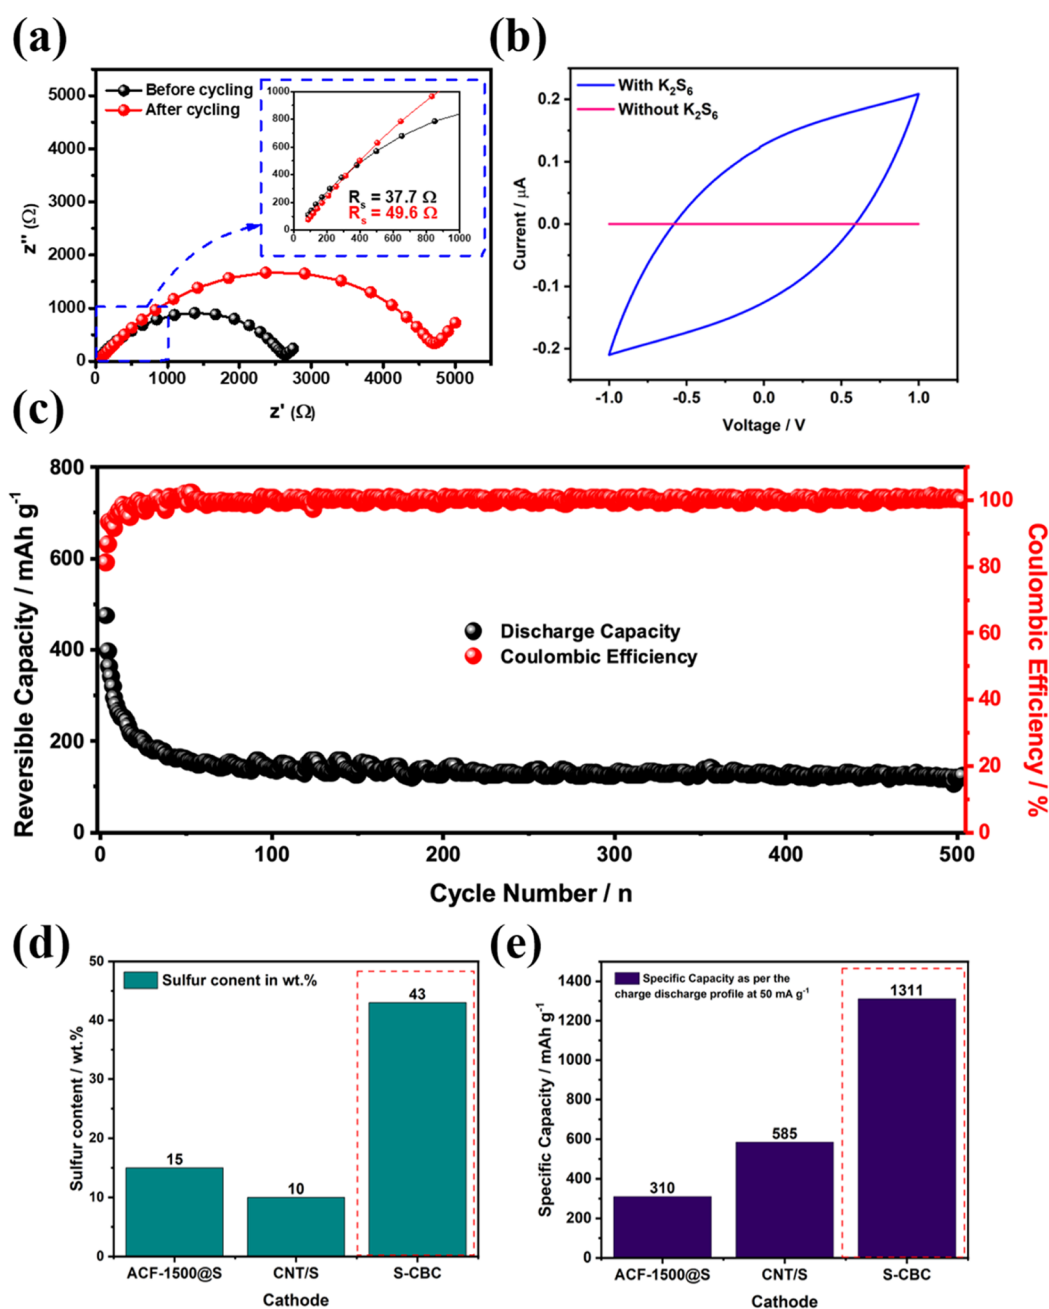 (a)
5000
4000
3000
2000
1000
0
z" (Ω)
Before cycling
After cycling
1000
800
600
400
200
0
Rs = 37.7 Ω
Rs = 49.6 Ω
0 200 400 600 800 1000
0 1000 2000 3000 4000 5000
z' (Ω)
(b)
0.2
0.1
0.0
-0.1
-0.2
Current / μA
With K2S6
Without K2S6
-1.0 -0.5 0.0 0.5 1.0
Voltage / V
(c)
800
600
400
200
0
Reversible Capacity / mAh g-1
Discharge Capacity
Coulombic Efficiency
100
80
60
40
20
0
Coulombic Efficiency / %
0 100 200 300 400 500
Cycle Number / n
(d)
50
40
30
20
10
0
Sulfur content / wt.%
Sulfur conent in wt.%
15
10
43
ACF-1500@S CNT/S S-CBC
Cathode
(e)
1400
1200
1000
800
600
400
200
0
Specific Capacity / mAh g-1
Specific Capacity as per the
charge discharge profile at 50 mA g-1
310
585
1311
ACF-1500@S CNT/S S-CBC
Cathode